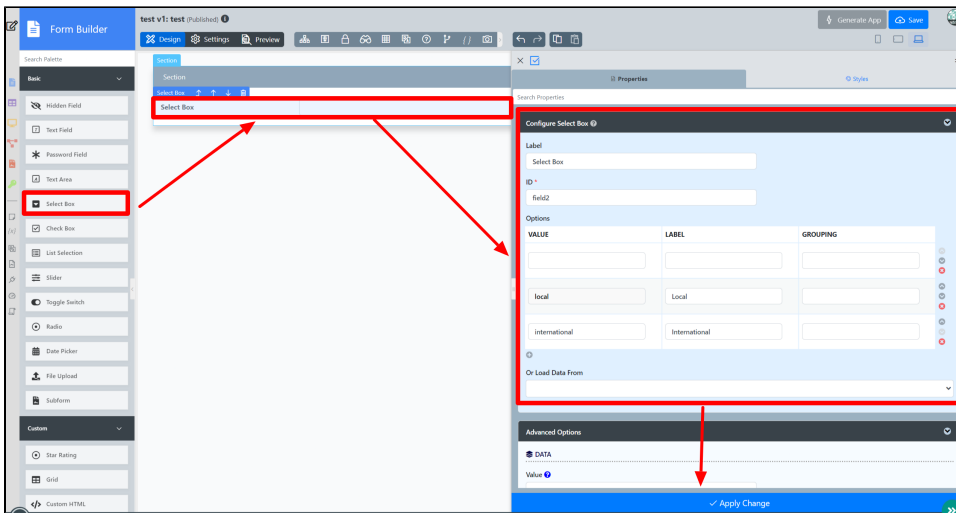 test v1: test (Published)
Form Builder
Generate App
Save
Design
Settings
Preview
Search Palette
Basic
Hidden Field
Text Field
Password Field
Text Area
Select Box
Check Box
List Selection
Slider
Toggle Switch
Radio
Date Picker
File Upload
Subform
Custom
Star Rating
Grid
Custom HTML
Section
Section
Select Box
Select Box
Properties
Styles
Search Properties
Configure Select Box
Label
Select Box
ID *
field2
Options
VALUE LABEL GROUPING
local Local
international International
Or Load Data From
Advanced Options
DATA
Value
Apply Change